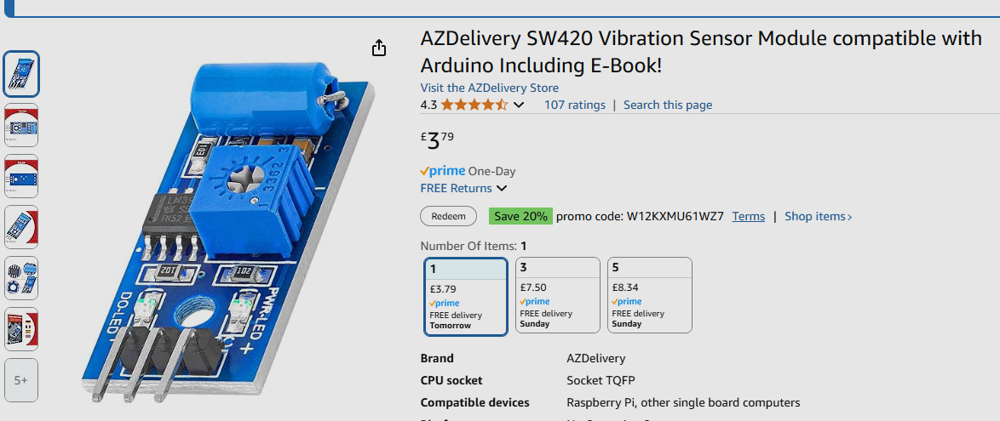 AZDelivery SW420 Vibration Sensor Module compatible with
Arduino Including E-Book!
Visit the AZDelivery Store
4.3
107 ratings | Search this page
£3.79
prime One-Day
FREE Returns
Redeem
Save 20% promo code: W12KXMU61WZ7 Terms | Shop items›
Number Of Items: 1
1
£3.79
prime
FREE delivery
Tomorrow
3
£7.50
prime
FREE delivery
Sunday
5
£8.34
prime
FREE delivery
Sunday
Brand AZDelivery
CPU socket Socket TQFP
Compatible devices Raspberry Pi, other single board computers
5+
103
3362
102
102
DO-LED
PWR-LED
+